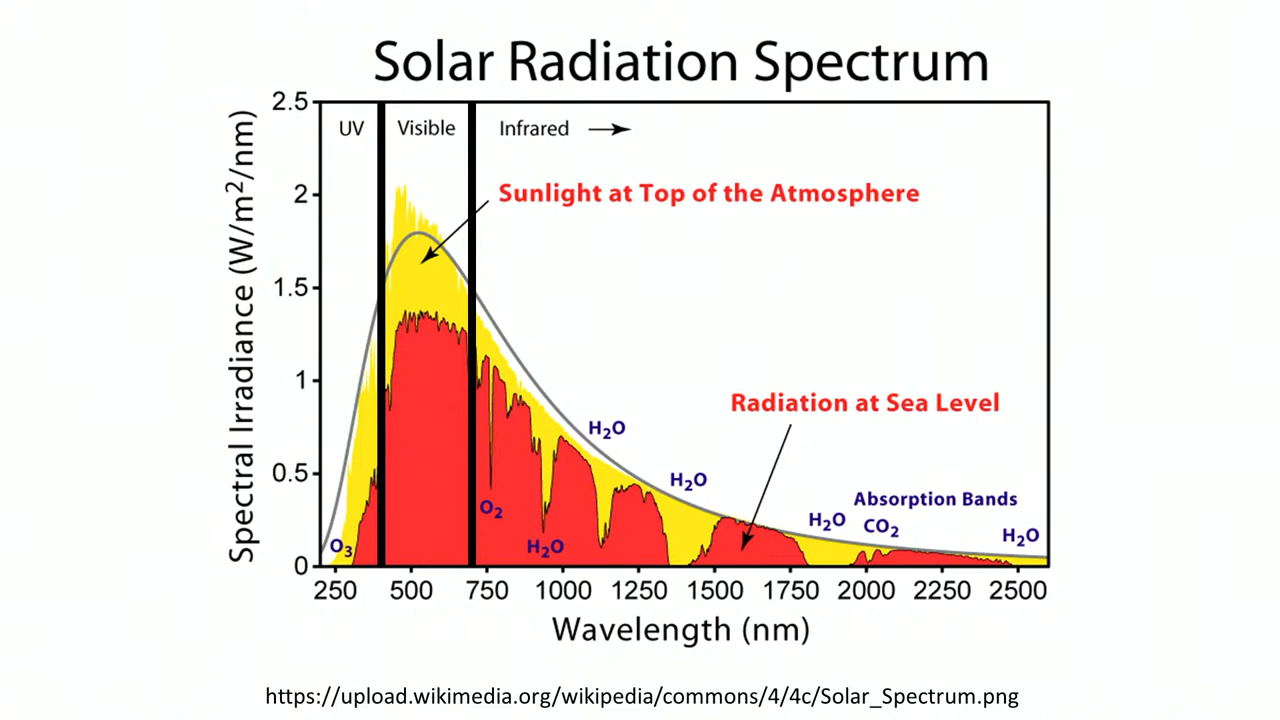 Solar Radiation Spectrum
UV
Visible
Infrared
Sunlight at Top of the Atmosphere
Radiation at Sea Level
H₂O
H₂O
Absorption Bands
H₂O
CO₂
H₂O
O₂
H₂O
O₃
Spectral Irradiance (W/m²/nm)
2.5
2
1.5
1
0.5
0
250 500 750 1000 1250 1500 1750 2000 2250 2500
Wavelength (nm)
https://upload.wikimedia.org/wikipedia/commons/4/4c/Solar_Spectrum.png